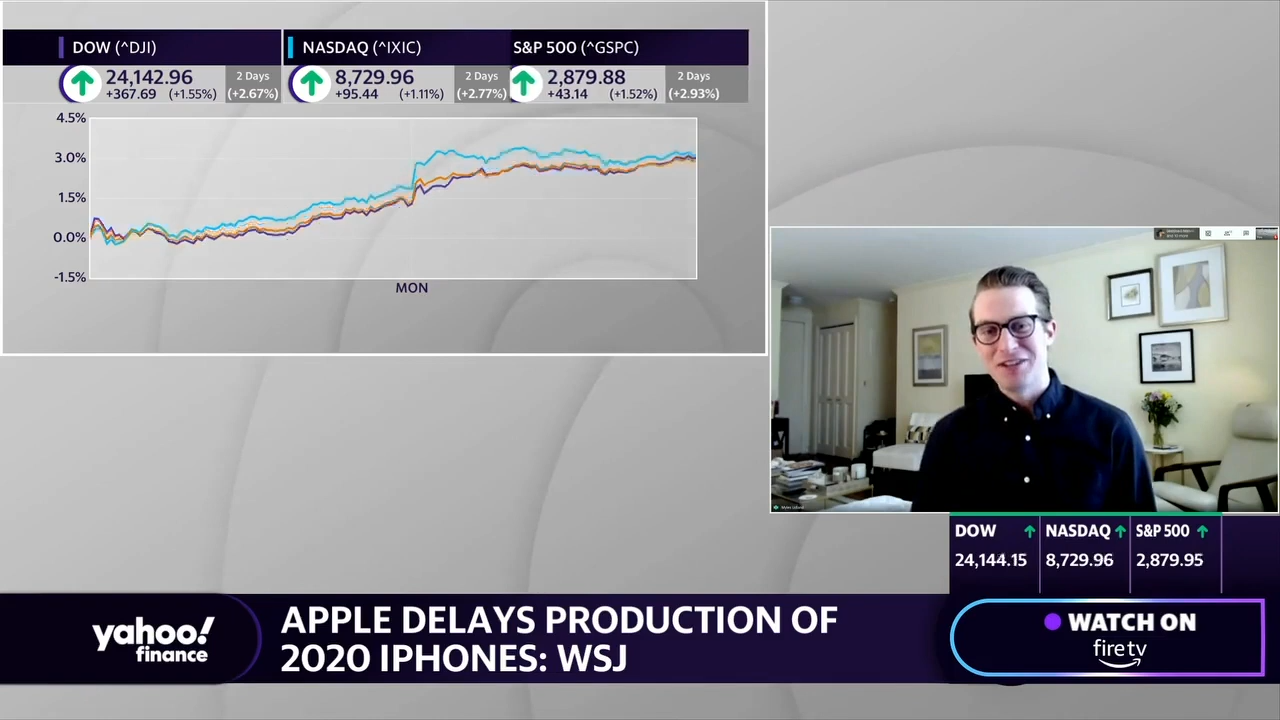 DOW (^DJI)
NASDAQ (^IXIC)
S&P 500 (^GSPC)
24,142.96
+367.69 (+1.55%)
2 Days
(+2.67%)
8,729.96
+95.44 (+1.11%)
2 Days
(+2.77%)
2,879.88
+43.14 (+1.52%)
2 Days
(+2.93%)
4.5%
3.0%
1.5%
0.0%
-1.5%
MON
DOW
NASDAQ
S&P 500
24,144.15
8,729.96
2,879.95
yahoo!
finance
APPLE DELAYS PRODUCTION OF
2020 IPHONES: WSJ
WATCH ON
firetv